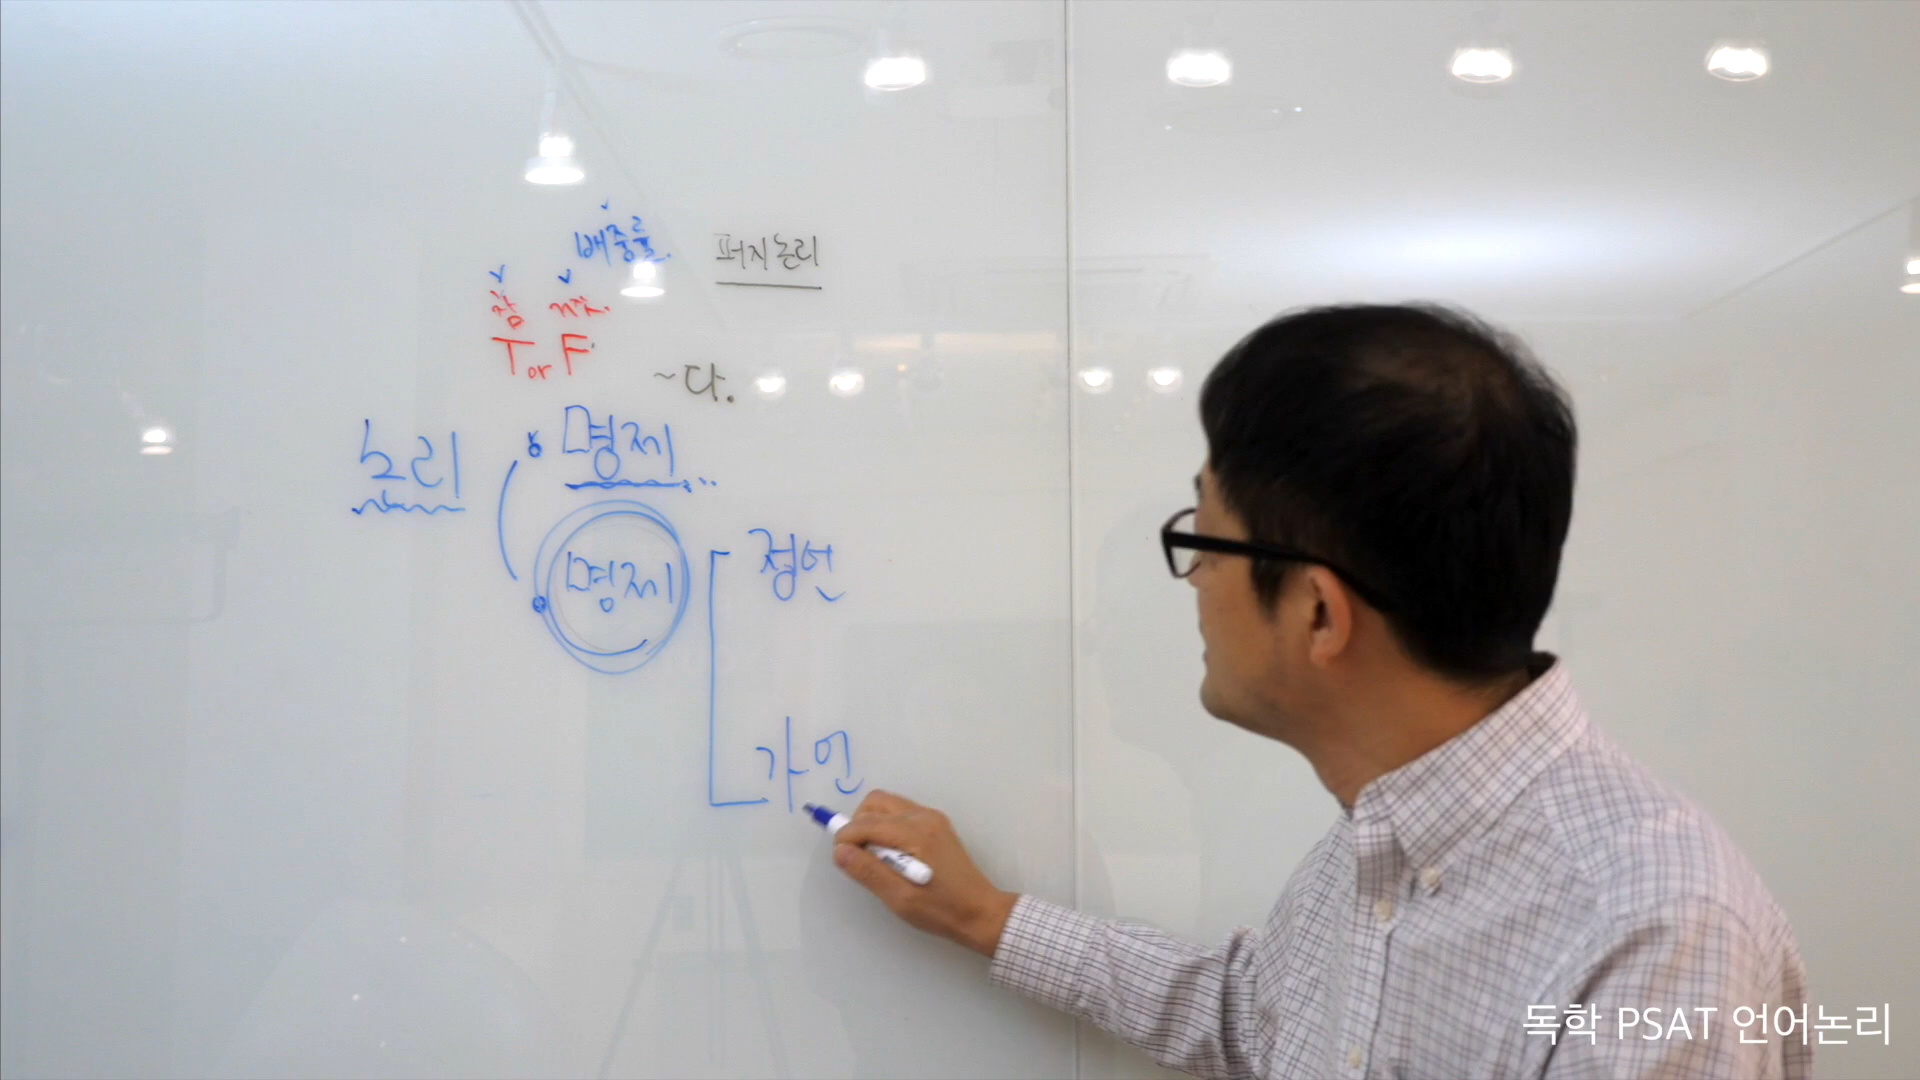 배중률.
퍼지논리
참 거짓.
T or F.
~다.
논리
명제
명제
정언
가언
독학 PSAT 언어논리